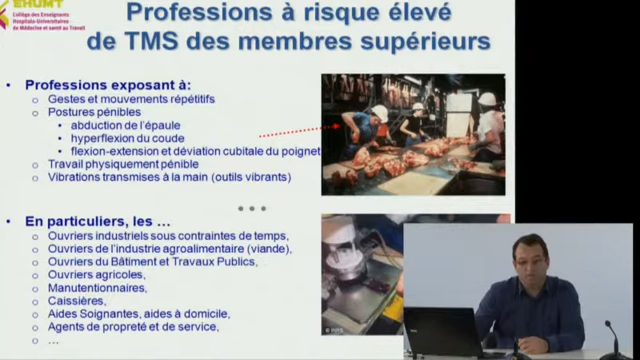 EHUMT
Collège des Enseignants
Hospitalo-Universitaires
de Médecine et santé au Travail
Professions à risque élevé
de TMS des membres supérieurs
• Professions exposant à:
o Gestes et mouvements répétitifs
o Postures pénibles
• abduction de l'épaule
• hyperflexion du coude
• flexion-extension et déviation cubitale du poignet
o Travail physiquement pénible
o Vibrations transmises à la main (outils vibrants)
• En particuliers, les …
o Ouvriers industriels sous contraintes de temps,
o Ouvriers de l'industrie agroalimentaire (viande),
o Ouvriers du Bâtiment et Travaux Publics,
o Ouvriers agricoles,
o Manutentionnaires,
o Caissières,
o Aides Soignantes, aides à domicile,
o Agents de propreté et de service,
o …